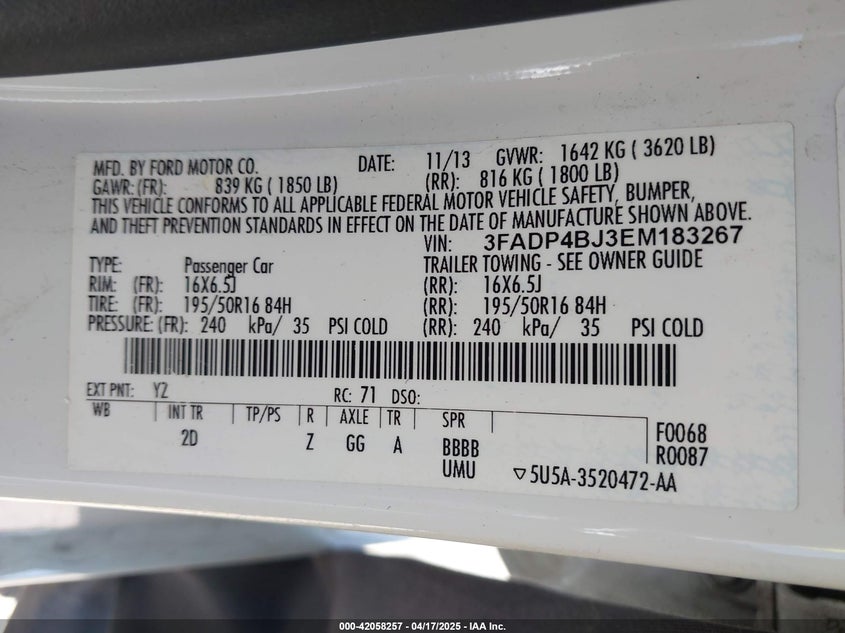 MFD. BY FORD MOTOR CO. DATE: 11/13 GVWR: 1642 KG ( 3620 LB)
GAWR: (FR): 839 KG ( 1850 LB) (RR): 816 KG ( 1800 LB)
THIS VEHICLE CONFORMS TO ALL APPLICABLE FEDERAL MOTOR VEHICLE SAFETY, BUMPER,
AND THEFT PREVENTION STANDARDS IN EFFECT ON THE DATE OF MANUFACTURE SHOWN ABOVE.
VIN: 3FADP4BJ3EM183267
TYPE: Passenger Car TRAILER TOWING - SEE OWNER GUIDE
RIM: (FR): 16X6.5J (RR): 16X6.5J
TIRE: (FR): 195/50R16 84H (RR): 195/50R16 84H
PRESSURE: (FR): 240 kPa/ 35 PSI COLD (RR): 240 kPa/ 35 PSI COLD
EXT PNT: YZ RC: 71 DSO:
WB INT TR TP/PS R AXLE TR SPR
2D Z GG A BBBB F0068
UMU R0087
▽5U5A-3520472-AA
000-42058257 - 04/17/2025 - IAA Inc.